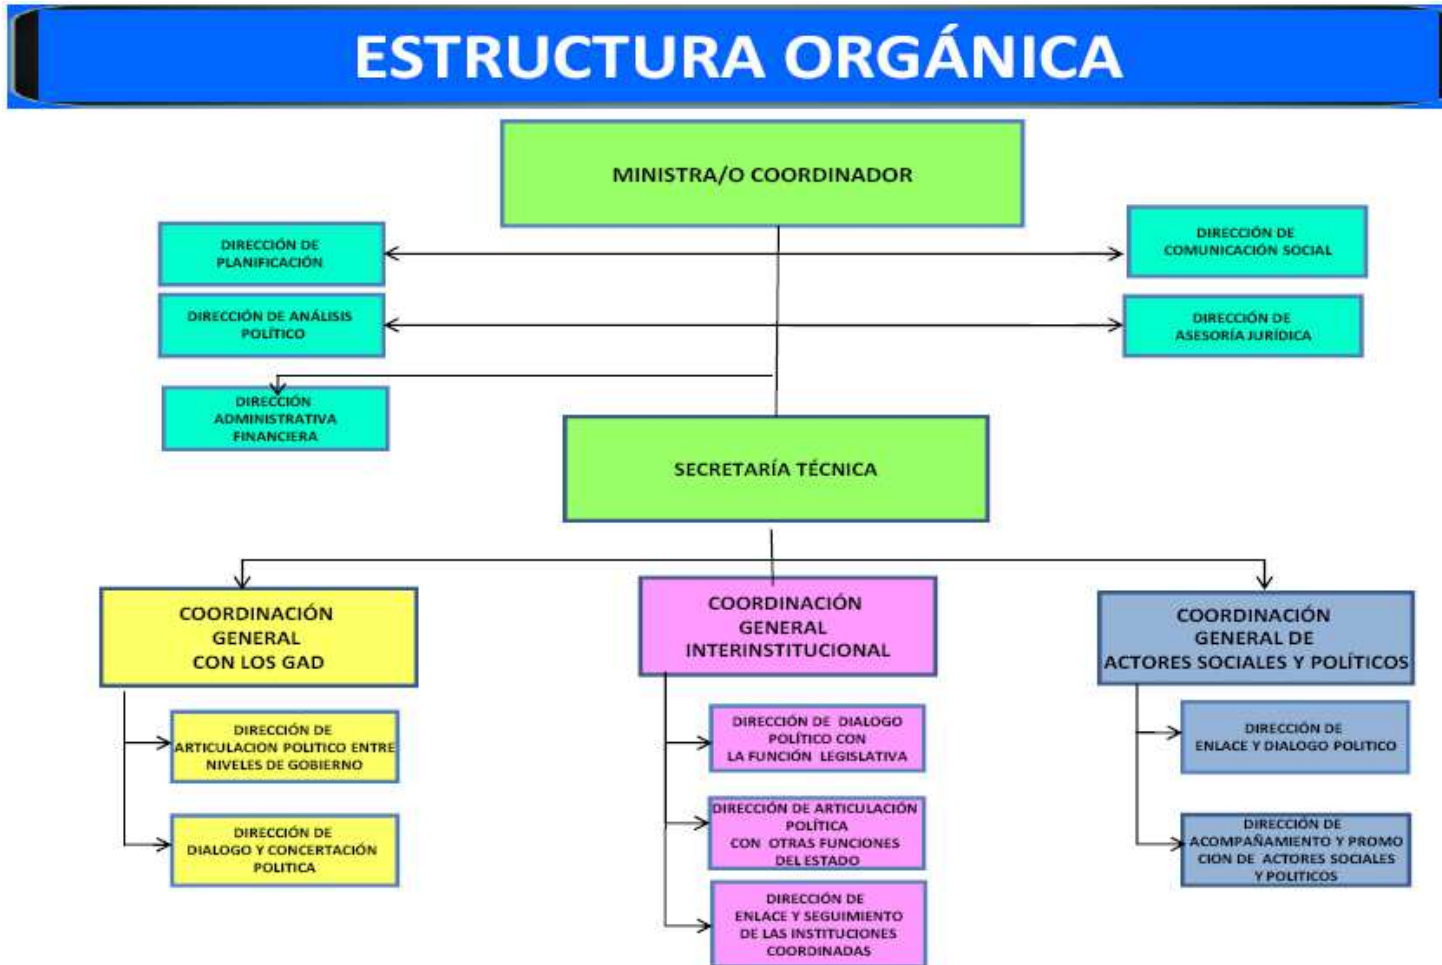 ESTRUCTURA ORGÁNICA
MINISTRA/O COORDINADOR
DIRECCIÓN DE
PLANIFICACIÓN
DIRECCIÓN DE
COMUNICACIÓN SOCIAL
DIRECCIÓN DE ANÁLISIS
POLÍTICO
DIRECCIÓN DE
ASESORÍA JURÍDICA
DIRECCIÓN
ADMINISTRATIVA
FINANCIERA
SECRETARÍA TÉCNICA
COORDINACIÓN
GENERAL
CON LOS GAD
DIRECCIÓN DE
ARTICULACION POLITICO ENTRE
NIVELES DE GOBIERNO
DIRECCIÓN DE
DIALOGO Y CONCERTACIÓN
POLITICA
COORDINACIÓN
GENERAL
INTERINSTITUCIONAL
DIRECCIÓN DE DIALOGO
POLÍTICO CON
LA FUNCIÓN LEGISLATIVA
DIRECCIÓN DE ARTICULACIÓN
POLÍTICA
CON OTRAS FUNCIONES
DEL ESTADO
DIRECCIÓN DE
ENLACE Y SEGUIMIENTO
DE LAS INSTITUCIONES
COORDINADAS
COORDINACIÓN
GENERAL DE
ACTORES SOCIALES Y POLÍTICOS
DIRECCIÓN DE
ENLACE Y DIALOGO POLITICO
DIRECCIÓN DE
ACOMPAÑAMIENTO Y PROMO
CION DE ACTORES SOCIALES
Y POLITICOS